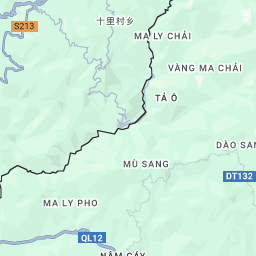 十里村乡
S213
MA LY CHẢI
VÀNG MA CHẢI
TẢ Ô
DÀO SAN
MÙ SANG
DT132
MA LY PHO
QL12
NẬM CÁY